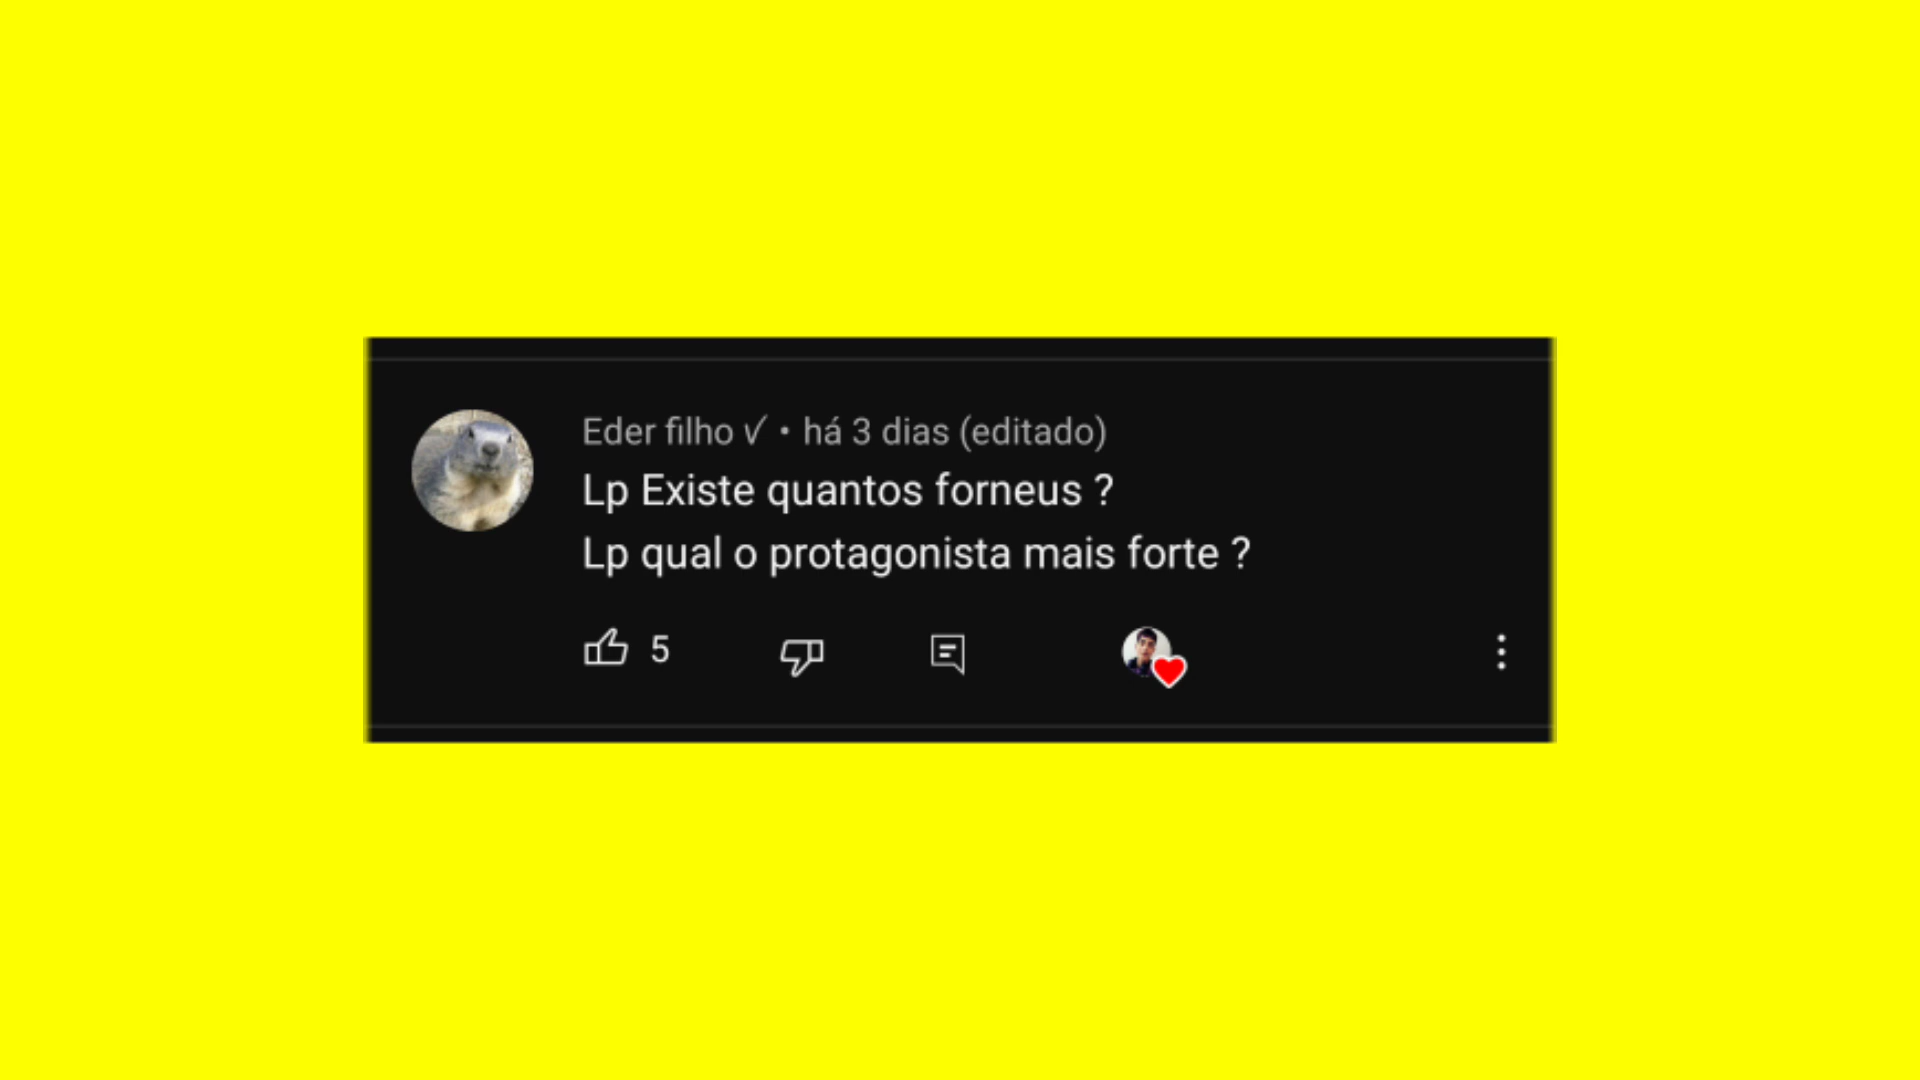 Eder filho √ • há 3 dias (editado)
Lp Existe quantos forneus ?
Lp qual o protagonista mais forte ?
5